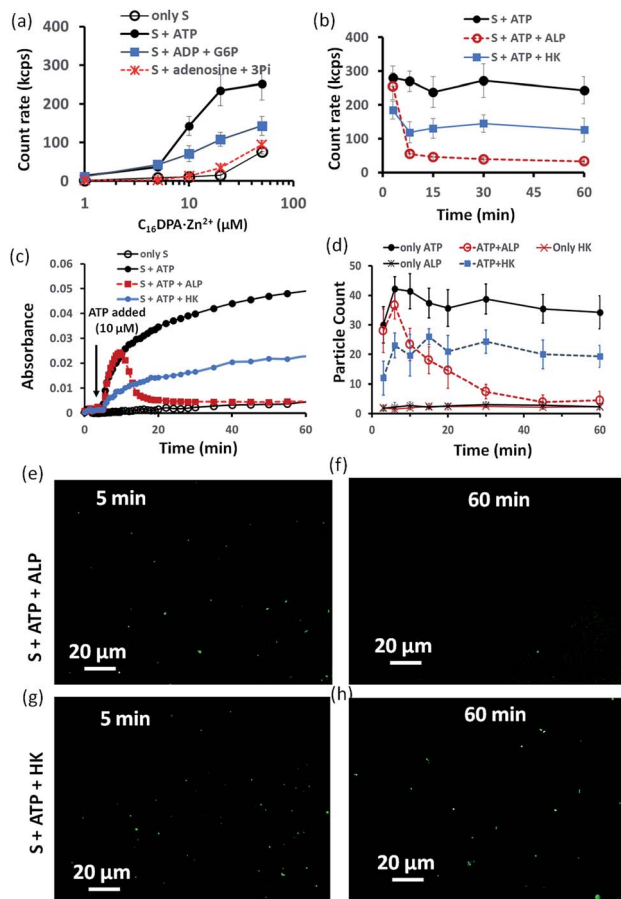 (a)
only S
S + ATP
S + ADP + G6P
S + adenosine + 3Pi
Count rate (kcps)
400
300
200
100
0
1
10
100
C₁₆DPA·Zn²⁺ (μM)
(b)
S + ATP
S + ATP + ALP
S + ATP + HK
Count rate (kcps)
500
400
300
200
100
0
0
15
30
45
60
Time (min)
(c)
only S
S + ATP
S + ATP + ALP
S + ATP + HK
ATP added
(10 μM)
Absorbance
0.06
0.05
0.04
0.03
0.02
0.01
0
0
10
20
30
40
50
60
Time (min)
(d)
only ATP
ATP+ALP
Only HK
only ALP
ATP+HK
Particle Count
60
50
40
30
20
10
0
0
20
40
60
Time (min)
(e)
5 min
S + ATP + ALP
20 μm
(f)
60 min
20 μm
(g)
5 min
S + ATP + HK
20 μm
(h)
60 min
20 μm